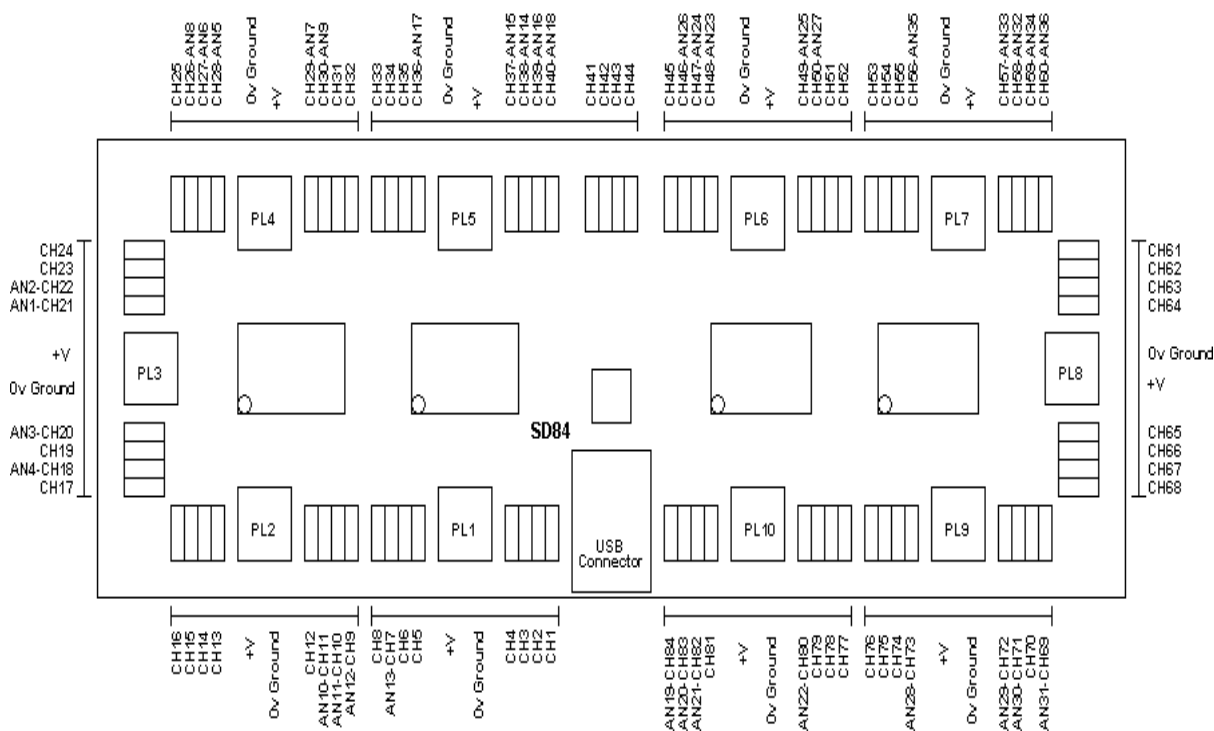 CH25
CH26-AN8
CH27-AN6
CH28-AN5
0v Ground
+V
CH29-AN7
CH30-AN9
CH31
CH32
CH33
CH34
CH35
CH36-AN17
0v Ground
+V
CH37-AN15
CH38-AN14
CH39-AN16
CH40-AN18
CH41
CH42
CH43
CH44
CH45
CH46-AN26
CH47-AN24
CH48-AN23
0v Ground
+V
CH49-AN25
CH50-AN27
CH51
CH52
CH53
CH54
CH55
CH56-AN35
0v Ground
+V
CH57-AN33
CH58-AN32
CH59-AN34
CH60-AN36
PL4
PL5
PL6
PL7
CH24
CH23
AN2-CH22
AN1-CH21
+V
0v Ground
AN3-CH20
CH19
AN4-CH18
CH17
PL3
SD84
PL8
CH61
CH62
CH63
CH64
0v Ground
+V
CH65
CH66
CH67
CH68
PL2
PL1
USB
Connector
PL10
PL9
CH16
CH15
CH14
CH13
+V
0v Ground
CH12
AN10-CH11
AN11-CH10
AN12-CH9
CH8
AN13-CH7
CH6
CH5
+V
0v Ground
CH4
CH3
CH2
CH1
AN19-CH84
AN20-CH83
AN21-CH82
CH81
+V
0v Ground
AN22-CH80
CH79
CH78
CH77
CH76
CH75
CH74
AN28-CH73
+V
0v Ground
AN29-CH72
AN30-CH71
CH70
AN31-CH69